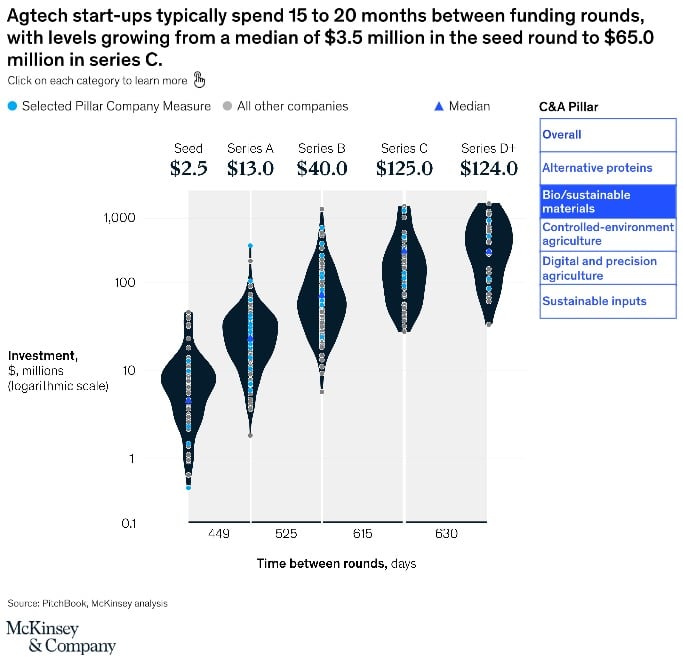 Agtech start-ups typically spend 15 to 20 months between funding rounds,
with levels growing from a median of $3.5 million in the seed round to $65.0
million in series C.
Click on each category to learn more
Selected Pillar Company Measure All other companies Median
C&A Pillar
Overall
Alternative proteins
Bio/sustainable
materials
Controlled-environment
agriculture
Digital and precision
agriculture
Sustainable inputs
Seed Series A Series B Series C Series D+
$2.5 $13.0 $40.0 $125.0 $124.0
1,000
100
10
1
0.1
Investment,
$, millions
(logarithmic scale)
449 525 615 630
Time between rounds, days
Source: PitchBook, McKinsey analysis
McKinsey
& Company